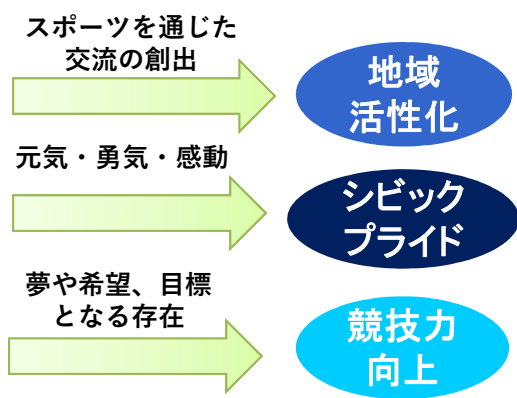 スポーツを通じた
交流の創出
地域
活性化
元気・勇気・感動
シビック
プライド
夢や希望、目標
となる存在
競技力
向上